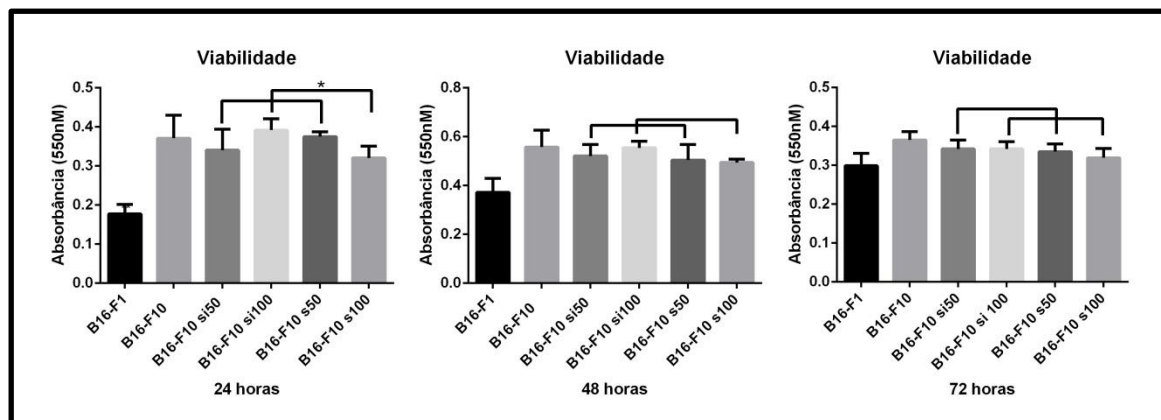 Viabilidade
*
Absorbância (550nM)
0.5
0.4
0.3
0.2
0.1
0.0
B16-F1
B16-F10
B16-F10 si50
B16-F10 si100
B16-F10 s50
B16-F10 s100
24 horas
Viabilidade
Absorbância (550nM)
0.8
0.6
0.4
0.2
0.0
B16-F1
B16-F10
B16-F10 si50
B16-F10 si100
B16-F10 s50
B16-F10 s100
48 horas
Viabilidade
Absorbância (550nM)
0.5
0.4
0.3
0.1
0.0
B16-F1
B16-F10
B16-F10 si50
B16-F10 si 100
B16-F10 s50
B16-F10 s100
72 horas